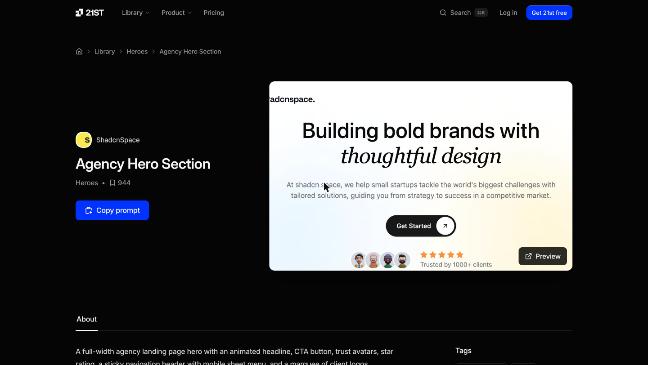 21ST
Library
Product
Pricing
Search
⌘K
Log in
Get 21st free
Library
Heroes
Agency Hero Section
adcnspace.
Building bold brands with
thoughtful design
At shadcn space, we help small startups tackle the world's biggest challenges with
tailored solutions, guiding you from strategy to success in a competitive market.
Get Started
Trusted by 1000+ clients
Preview
S
ShadcnSpace
Agency Hero Section
Heroes • 944
Copy prompt
About
A full-width agency landing page hero with an animated headline, CTA button, trust avatars, star
rating, a sticky navigation header with mobile sheet menu, and a marquee of client logos
Tags